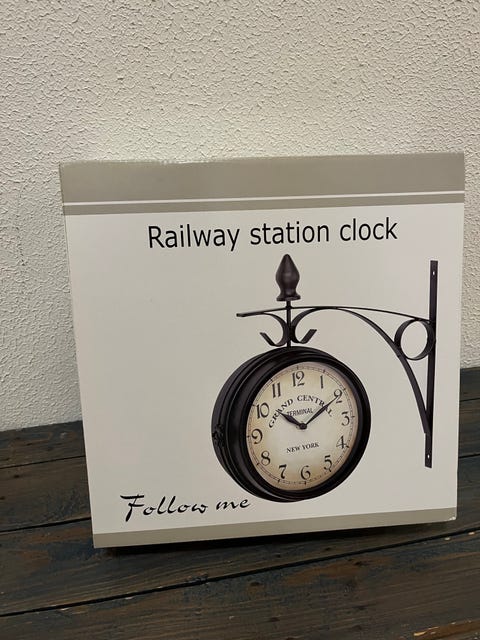 Railway station clock
12
11
1
10
2
9
3
8
4
7
5
6
GRAND CENTRAL
TERMINAL
NEW YORK
Follow me